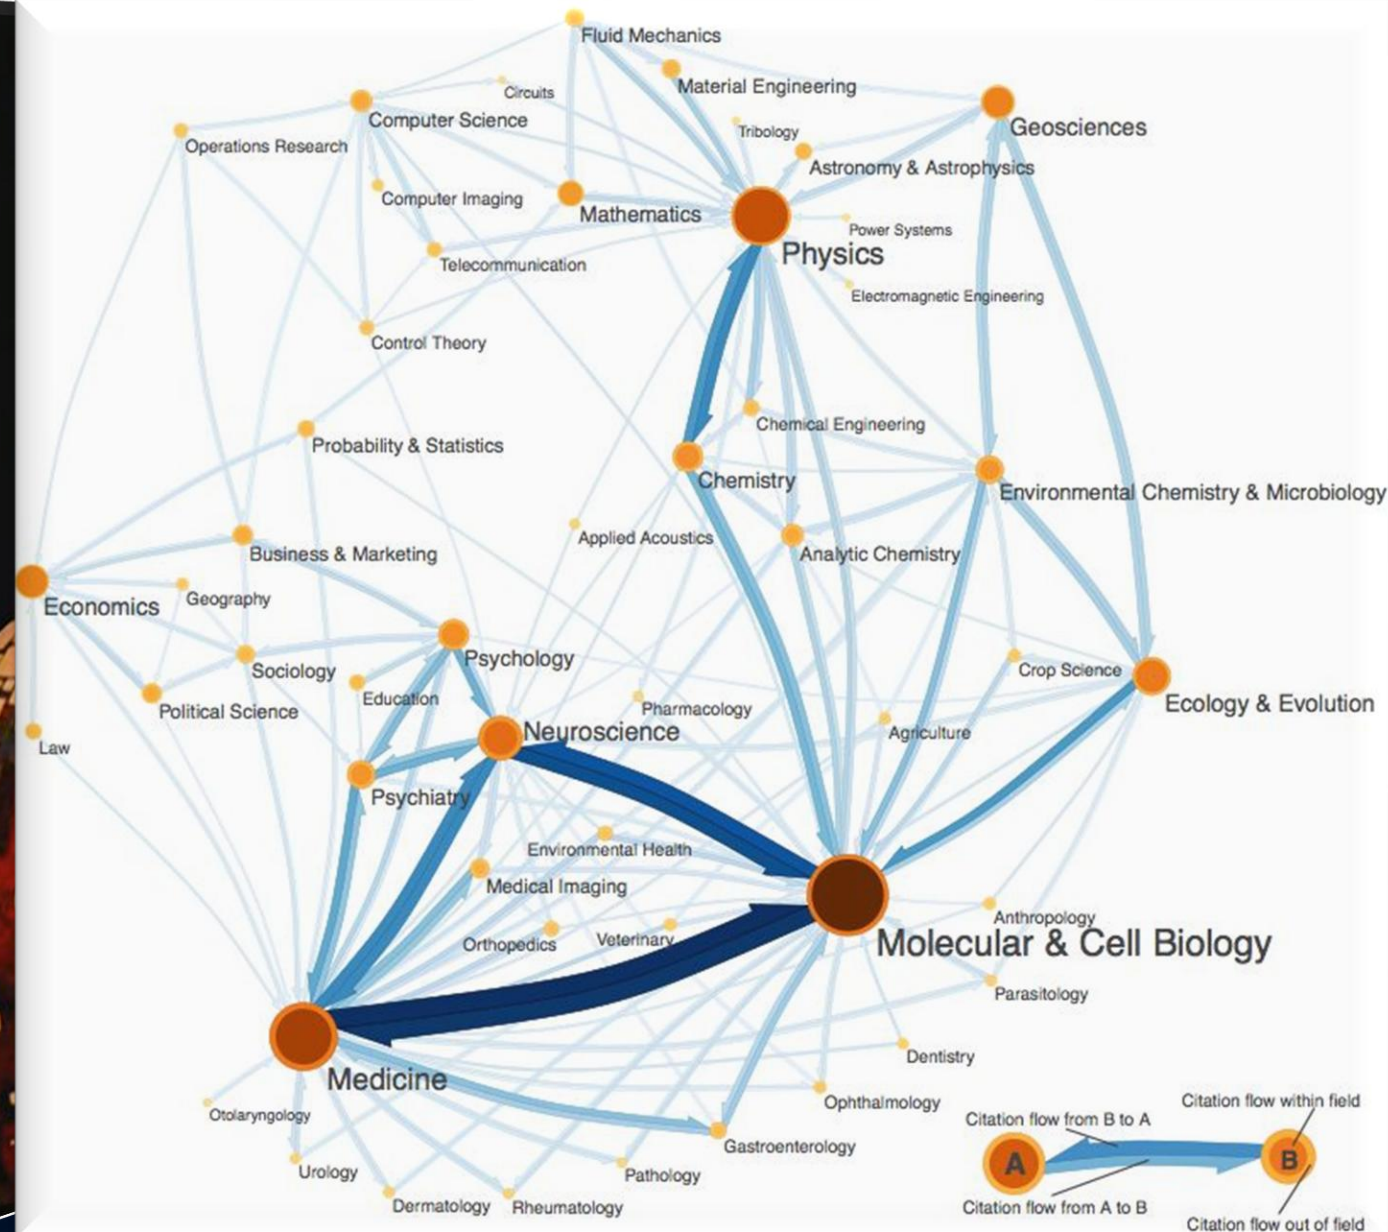 Fluid Mechanics
Circuits
Material Engineering
Computer Science
Geosciences
Tribology
Operations Research
Astronomy & Astrophysics
Computer Imaging
Mathematics
Power Systems
Physics
Telecommunication
Electromagnetic Engineering
Control Theory
Chemical Engineering
Probability & Statistics
Chemistry
Environmental Chemistry & Microbiology
Applied Acoustics
Business & Marketing
Analytic Chemistry
Geography
Economics
Psychology
Sociology
Crop Science
Education
Ecology & Evolution
Political Science
Pharmacology
Neuroscience
Agriculture
Law
Psychiatry
Environmental Health
Medical Imaging
Anthropology
Orthopedics
Veterinary
Molecular & Cell Biology
Parasitology
Dentistry
Medicine
Ophthalmology
Otolaryngology
Gastroenterology
Urology
Pathology
Dermatology
Rheumatology
Citation flow within field
Citation flow from B to A
A
B
Citation flow from A to B
Citation flow out of field